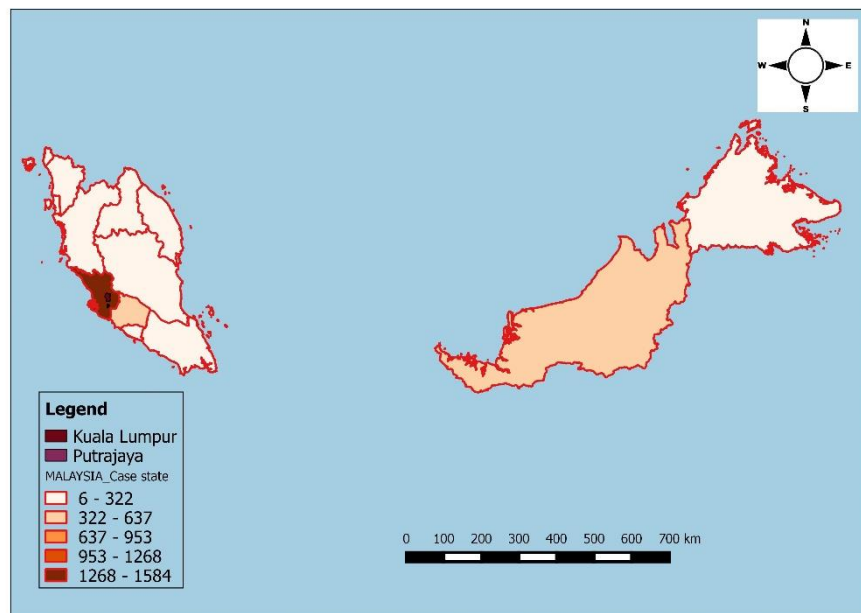 N
W E
S
Legend
Kuala Lumpur
Putrajaya
MALAYSIA_Case state
6 - 322
322 - 637
637 - 953
953 - 1268
1268 - 1584
0 100 200 300 400 500 600 700 km